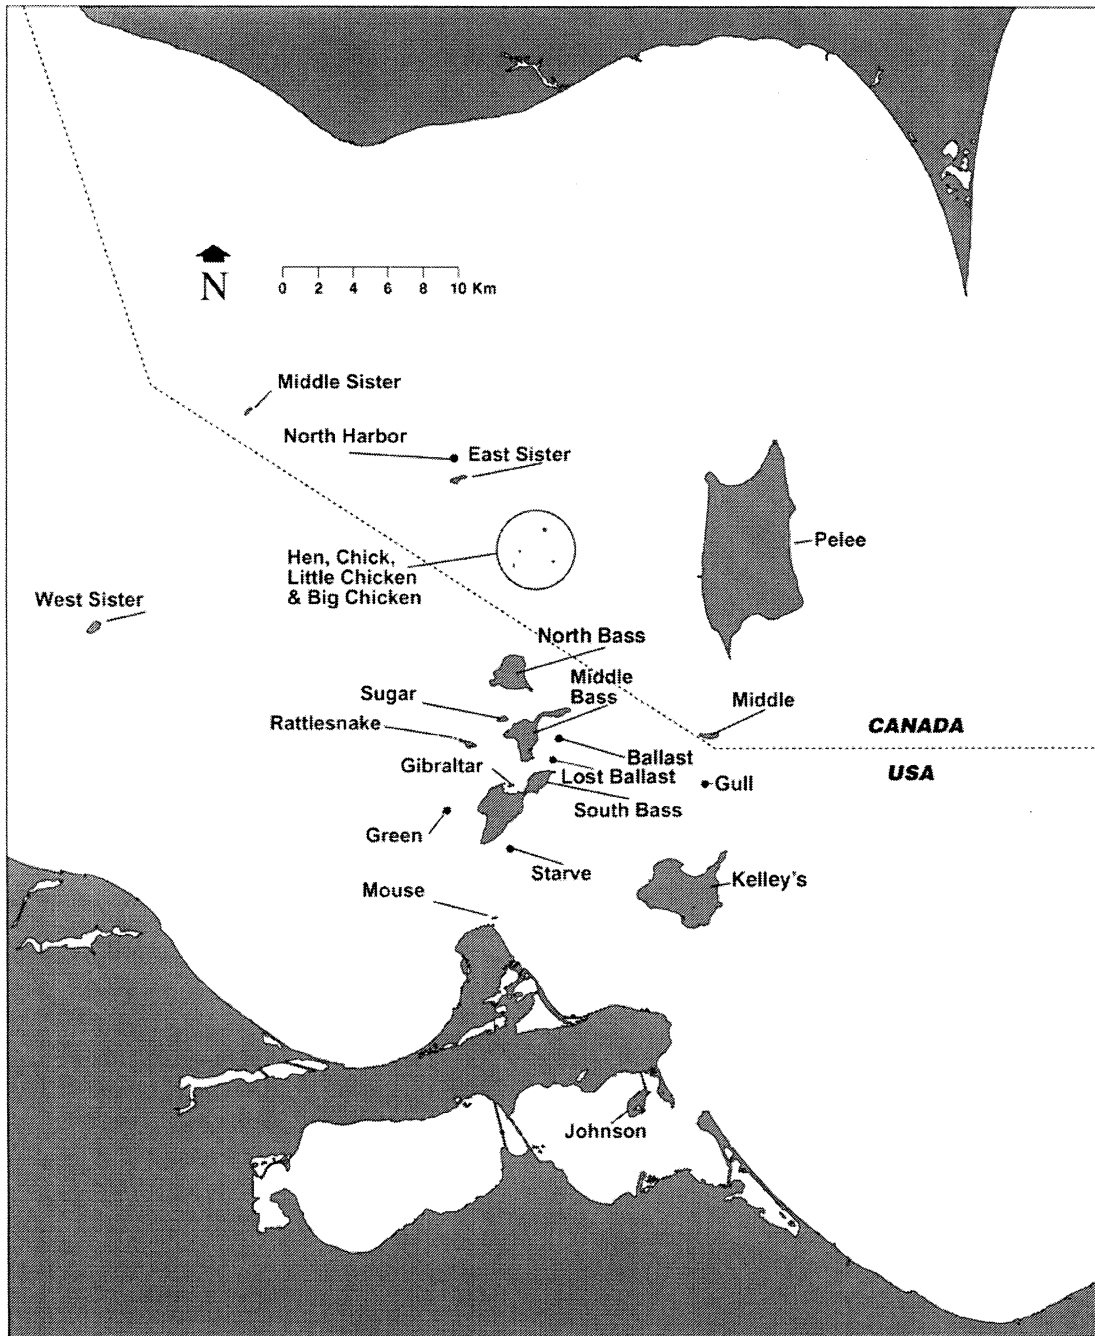 N
0 2 4 6 8 10 Km
Middle Sister
North Harbor
East Sister
Hen, Chick,
Little Chicken
& Big Chicken
Pelee
West Sister
North Bass
Middle
Bass
Sugar
Middle
Rattlesnake
CANADA
Ballast
Gibraltar
Lost Ballast
USA
Gull
South Bass
Green
Starve
Kelley's
Mouse
Johnson